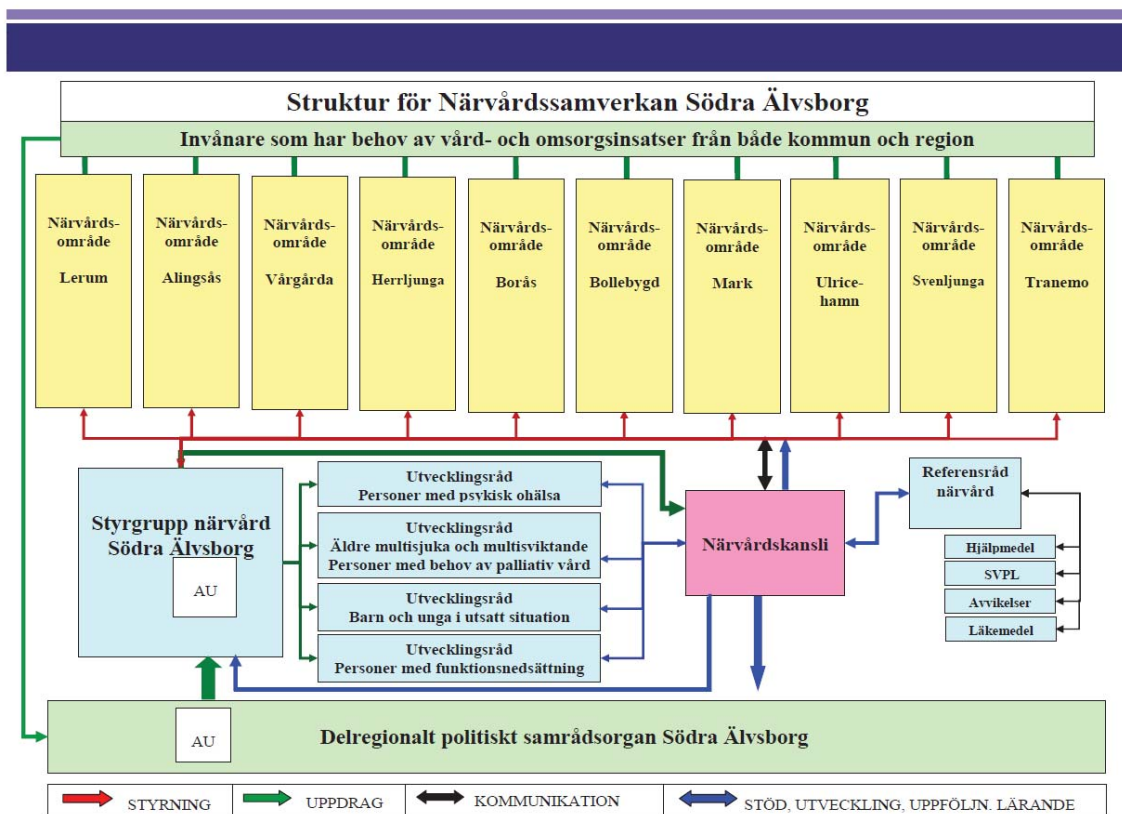 Struktur för Närvårdssamverkan Södra Älvsborg
Invånare som har behov av vård- och omsorgsinsatser från både kommun och region
Närvårds-
område
Lerum
Närvårds-
område
Alingsås
Närvårds-
område
Vårgårda
Närvårds-
område
Herrljunga
Närvårds-
område
Borås
Närvårds-
område
Bollebygd
Närvårds-
område
Mark
Närvårds-
område
Ulrice-
hamn
Närvårds-
område
Svenljunga
Närvårds-
område
Tranemo
Styrgrupp närvård
Södra Älvsborg
AU
Utvecklingsråd
Personer med psykisk ohälsa
Utvecklingsråd
Äldre multisjuka och multisviktande
Personer med behov av palliativ vård
Utvecklingsråd
Barn och unga i utsatt situation
Utvecklingsråd
Personer med funktionsnedsättning
Närvårdskansli
Referensråd
närvård
Hjälpmedel
SVPL
Avvikelser
Läkemedel
AU
Delregionalt politiskt samrådsorgan Södra Älvsborg
STYRNING
UPPDRAG
KOMMUNIKATION
STÖD, UTVECKLING, UPPFÖLJN. LÄRANDE